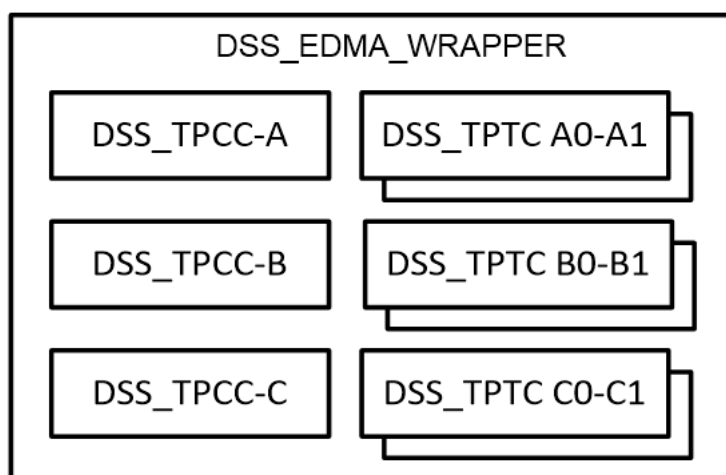 DSS_EDMA_WRAPPER
DSS_TPCC-A
DSS_TPTC A0-A1
DSS_TPCC-B
DSS_TPTC B0-B1
DSS_TPCC-C
DSS_TPTC C0-C1